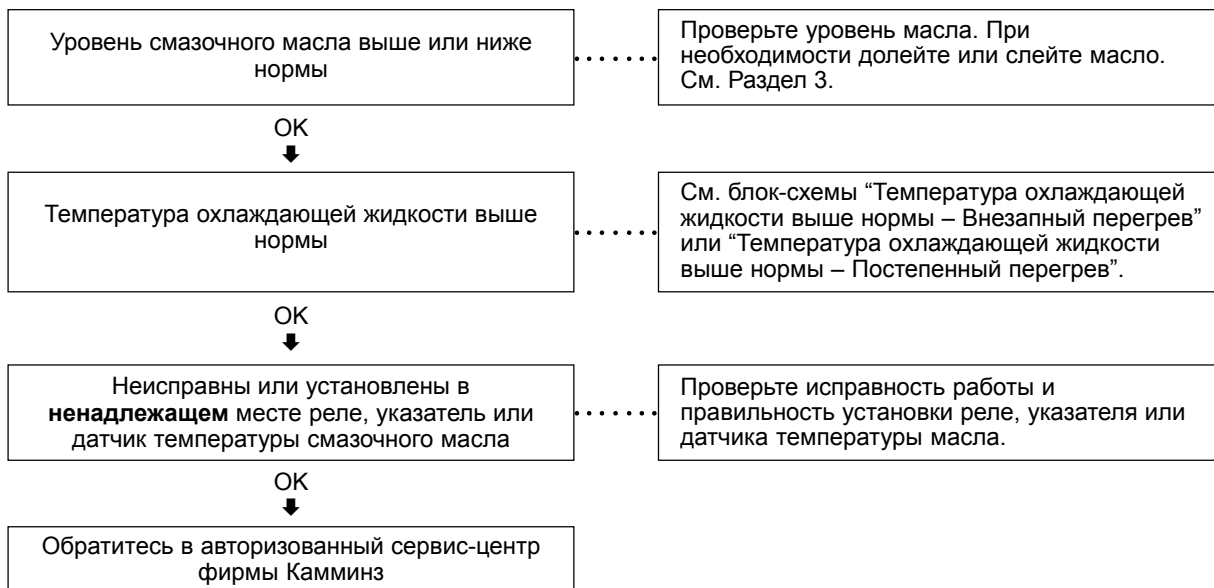 Уровень смазочного масла выше или ниже
нормы
Проверьте уровень масла. При
необходимости долейте или слейте масло.
См. Раздел 3.
OK
Температура охлаждающей жидкости выше
нормы
См. блок-схемы “Температура охлаждающей
жидкости выше нормы – Внезапный перегрев”
или “Температура охлаждающей жидкости
выше нормы – Постепенный перегрев”.
OK
Неисправны или установлены в
ненадлежащем месте реле, указатель или
датчик температуры смазочного масла
Проверьте исправность работы и
правильность установки реле, указателя или
датчика температуры масла.
OK
Обратитесь в авторизованный сервис-центр
фирмы Камминз